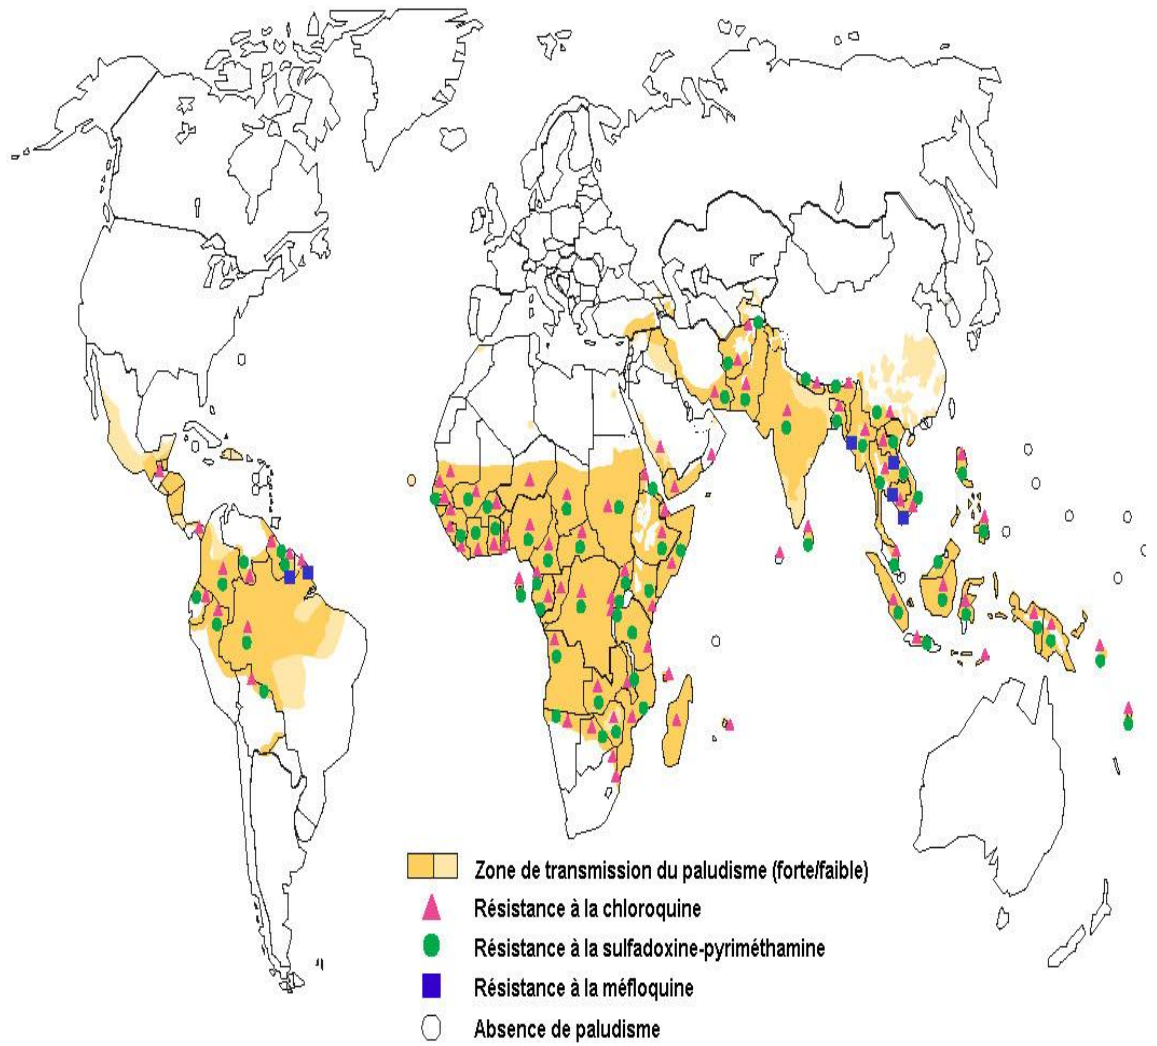 Zone de transmission du paludisme (forte/faible)
Résistance à la chloroquine
Résistance à la sulfadoxine-pyriméthamine
Résistance à la méfloquine
Absence de paludisme